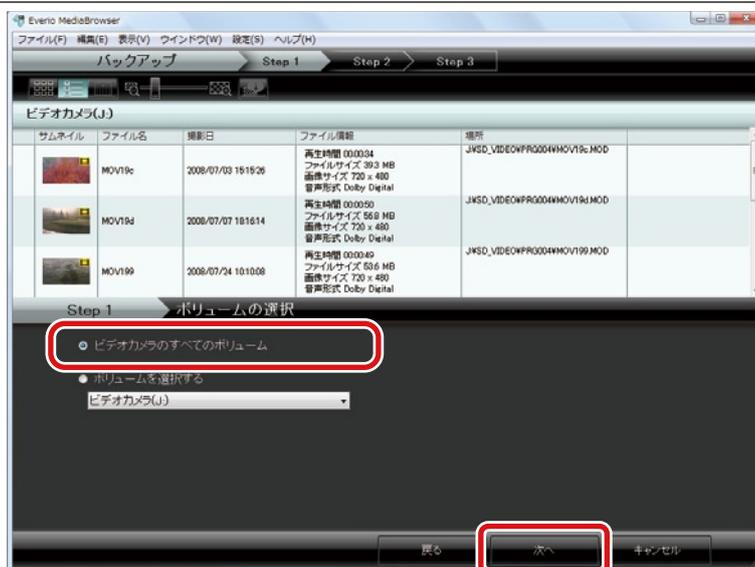 Everio MediaBrowser
ファイル(F) 編集(E) 表示(V) ウインドウ(W) 設定(S) ヘルプ(H)
バックアップ Step 1 Step 2 Step 3
ビデオカメラ(J:)
サムネイル ファイル名 撮影日 ファイル情報 場所
MOV19c 2008/07/03 15:15:26 再生時間 00:00:34 J:¥SD_VIDEO¥PRG004¥MOV19c.MOD
ファイルサイズ 39.3 MB
画像サイズ 720 x 480
音声形式 Dolby Digital
MOV19d 2008/07/07 18:16:14 再生時間 00:00:50 J:¥SD_VIDEO¥PRG004¥MOV19d.MOD
ファイルサイズ 56.8 MB
画像サイズ 720 x 480
音声形式 Dolby Digital
MOV199 2008/07/24 10:10:08 再生時間 00:00:49 J:¥SD_VIDEO¥PRG004¥MOV199.MOD
ファイルサイズ 53.6 MB
画像サイズ 720 x 480
音声形式 Dolby Digital
Step 1 ボリュームの選択
ビデオカメラのすべてのボリューム
ボリュームを選択する
ビデオカメラ(J:)
戻る 次へ キャンセル